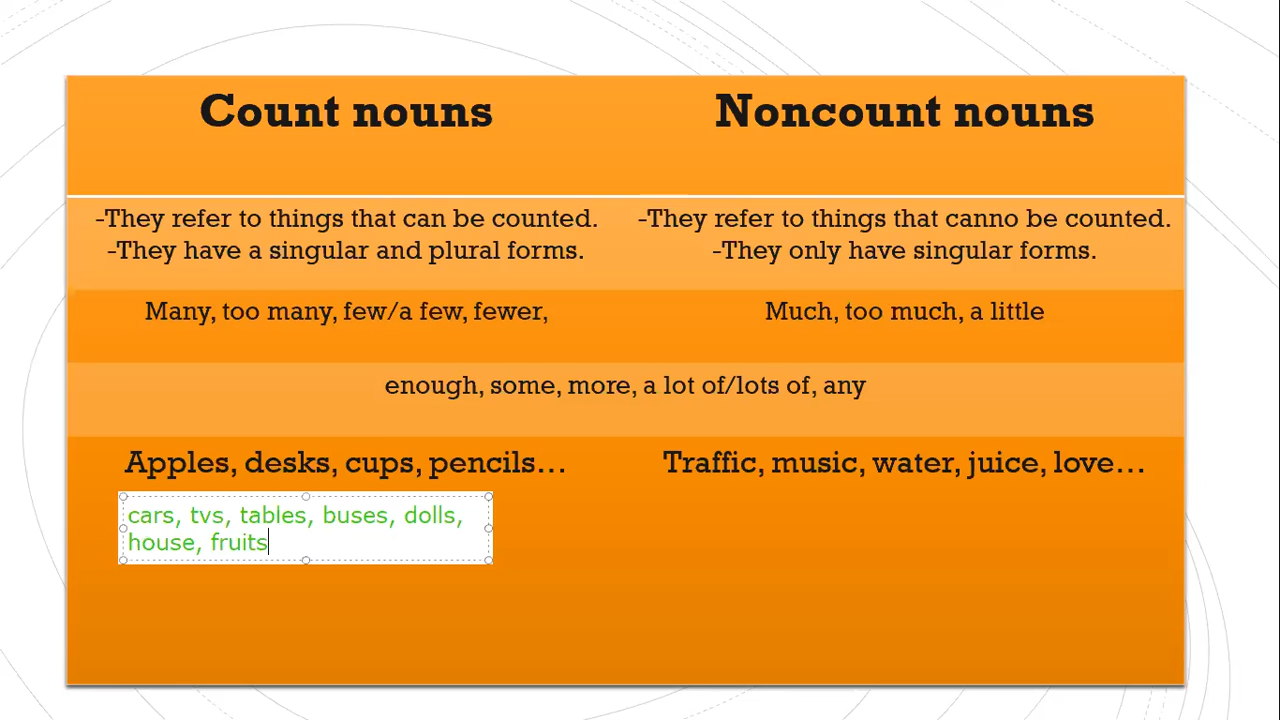 Count nouns
Noncount nouns
-They refer to things that can be counted.
-They have a singular and plural forms.
-They refer to things that canno be counted.
-They only have singular forms.
Many, too many, few/a few, fewer,
Much, too much, a little
enough, some, more, a lot of/lots of, any
Apples, desks, cups, pencils…
Traffic, music, water, juice, love…
cars, tvs, tables, buses, dolls,
house, fruits